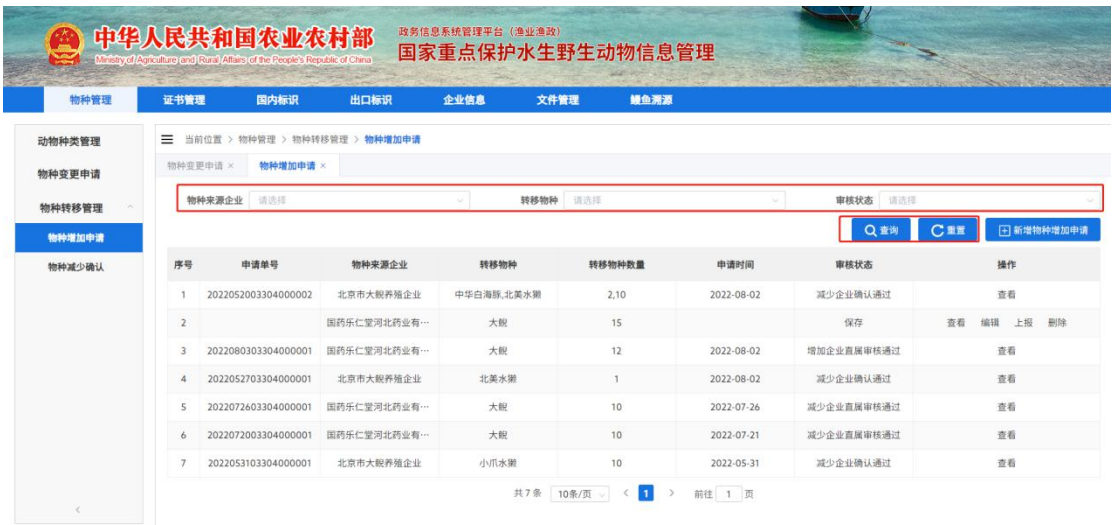 中华人民共和国农业农村部
Ministry of Agriculture and Rural Affairs of the People's Republic of China
政务信息系统管理平台（渔业渔政）
国家重点保护水生野生动物信息管理
物种管理 证书管理 国内标识 出口标识 企业信息 文件管理 鳗鱼溯源
动物种类管理
物种变更申请
物种转移管理
物种增加申请
物种减少确认
当前位置 > 物种管理 > 物种转移管理 > 物种增加申请
物种变更申请 × 物种增加申请 ×
物种来源企业 请选择 转移物种 请选择 审核状态 请选择
查询 重置 新增物种增加申请
序号 申请单号 物种来源企业 转移物种 转移物种数量 申请时间 审核状态 操作
1 2022052003304000002 北京市大鲵养殖企业 中华白海豚,北美水獭 2,10 2022-08-02 减少企业确认通过 查看
2 国药乐仁堂河北药业有… 大鲵 15 保存 查看 编辑 上报 删除
3 2022080303304000001 国药乐仁堂河北药业有… 大鲵 12 2022-08-02 增加企业直属审核通过 查看
4 2022052703304000001 北京市大鲵养殖企业 北美水獭 1 2022-08-02 减少企业确认通过 查看
5 2022072603304000001 国药乐仁堂河北药业有… 大鲵 10 2022-07-26 减少企业直属审核通过 查看
6 2022072003304000001 国药乐仁堂河北药业有… 大鲵 10 2022-07-21 减少企业直属审核通过 查看
7 2022053103304000001 北京市大鲵养殖企业 小爪水獭 10 2022-05-31 减少企业确认通过 查看
共 7 条 10条/页 < 1 > 前往 1 页
<